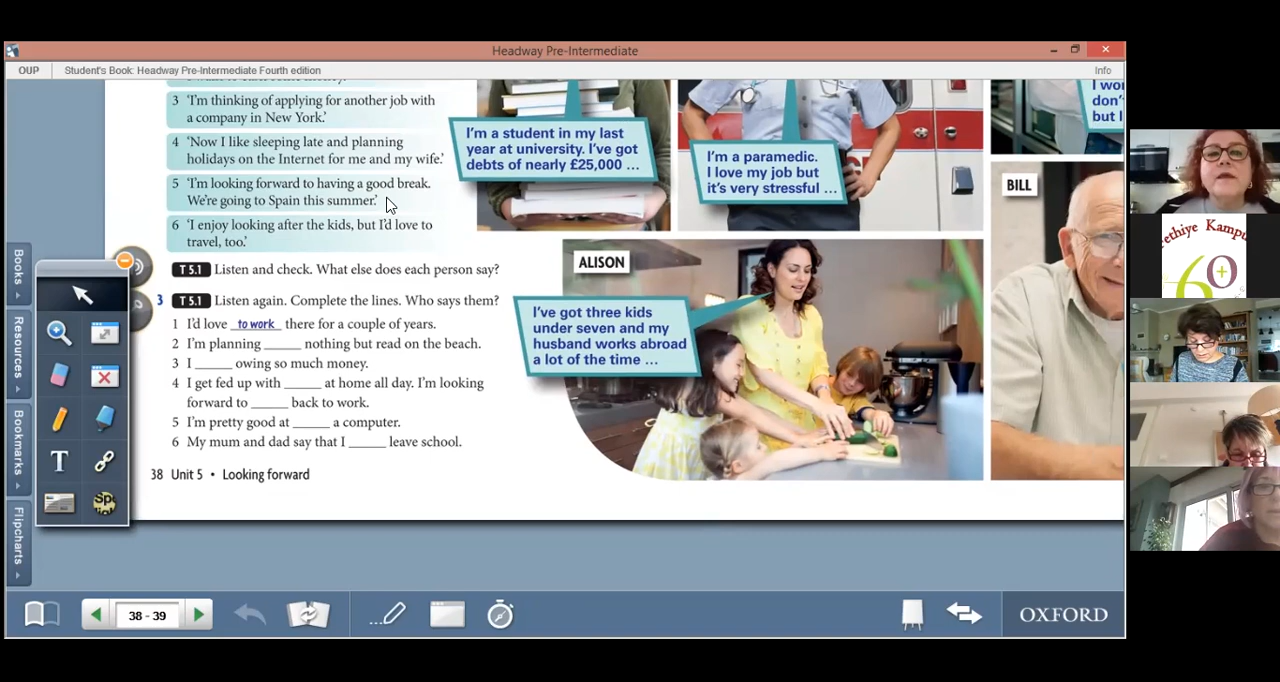 Headway Pre-Intermediate
OUP
Student's Book: Headway Pre-Intermediate Fourth edition
Info
3 'I'm thinking of applying for another job with
a company in New York.'
4 'Now I like sleeping late and planning
holidays on the Internet for me and my wife.'
5 'I'm looking forward to having a good break.
We're going to Spain this summer.'
6 'I enjoy looking after the kids, but I'd love to
travel, too.'
T 5.1 Listen and check. What else does each person say?
3 T 5.1 Listen again. Complete the lines. Who says them?
1 I'd love to work there for a couple of years.
2 I'm planning ______ nothing but read on the beach.
3 I ______ owing so much money.
4 I get fed up with ______ at home all day. I'm looking
forward to ______ back to work.
5 I'm pretty good at ______ a computer.
6 My mum and dad say that I ______ leave school.
38 Unit 5 • Looking forward
I'm a student in my last
year at university. I've got
debts of nearly £25,000 ...
I'm a paramedic.
I love my job but
it's very stressful ...
I wo
don'
but I
BILL
ALISON
I've got three kids
under seven and my
husband works abroad
a lot of the time ...
Books
Resources
Bookmarks
Flipcharts
T
Sp
38 - 39
OXFORD
ethiye Kampu
60